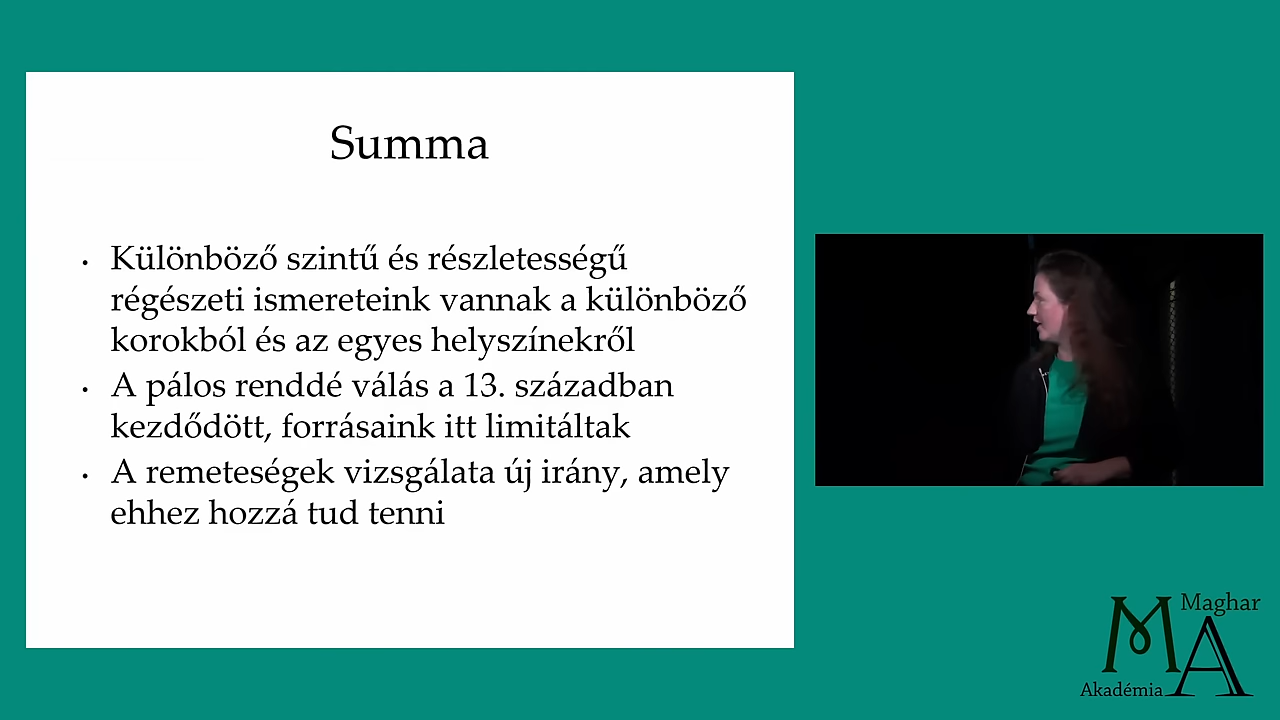 Summa
• Különböző szintű és részletességű
régészeti ismereteink vannak a különböző
korokból és az egyes helyszínekről
• A pálos renddé válás a 13. században
kezdődött, forrásaink itt limitáltak
• A remeteségek vizsgálata új irány, amely
ehhez hozzá tud tenni
MA
Maghar
Akadémia